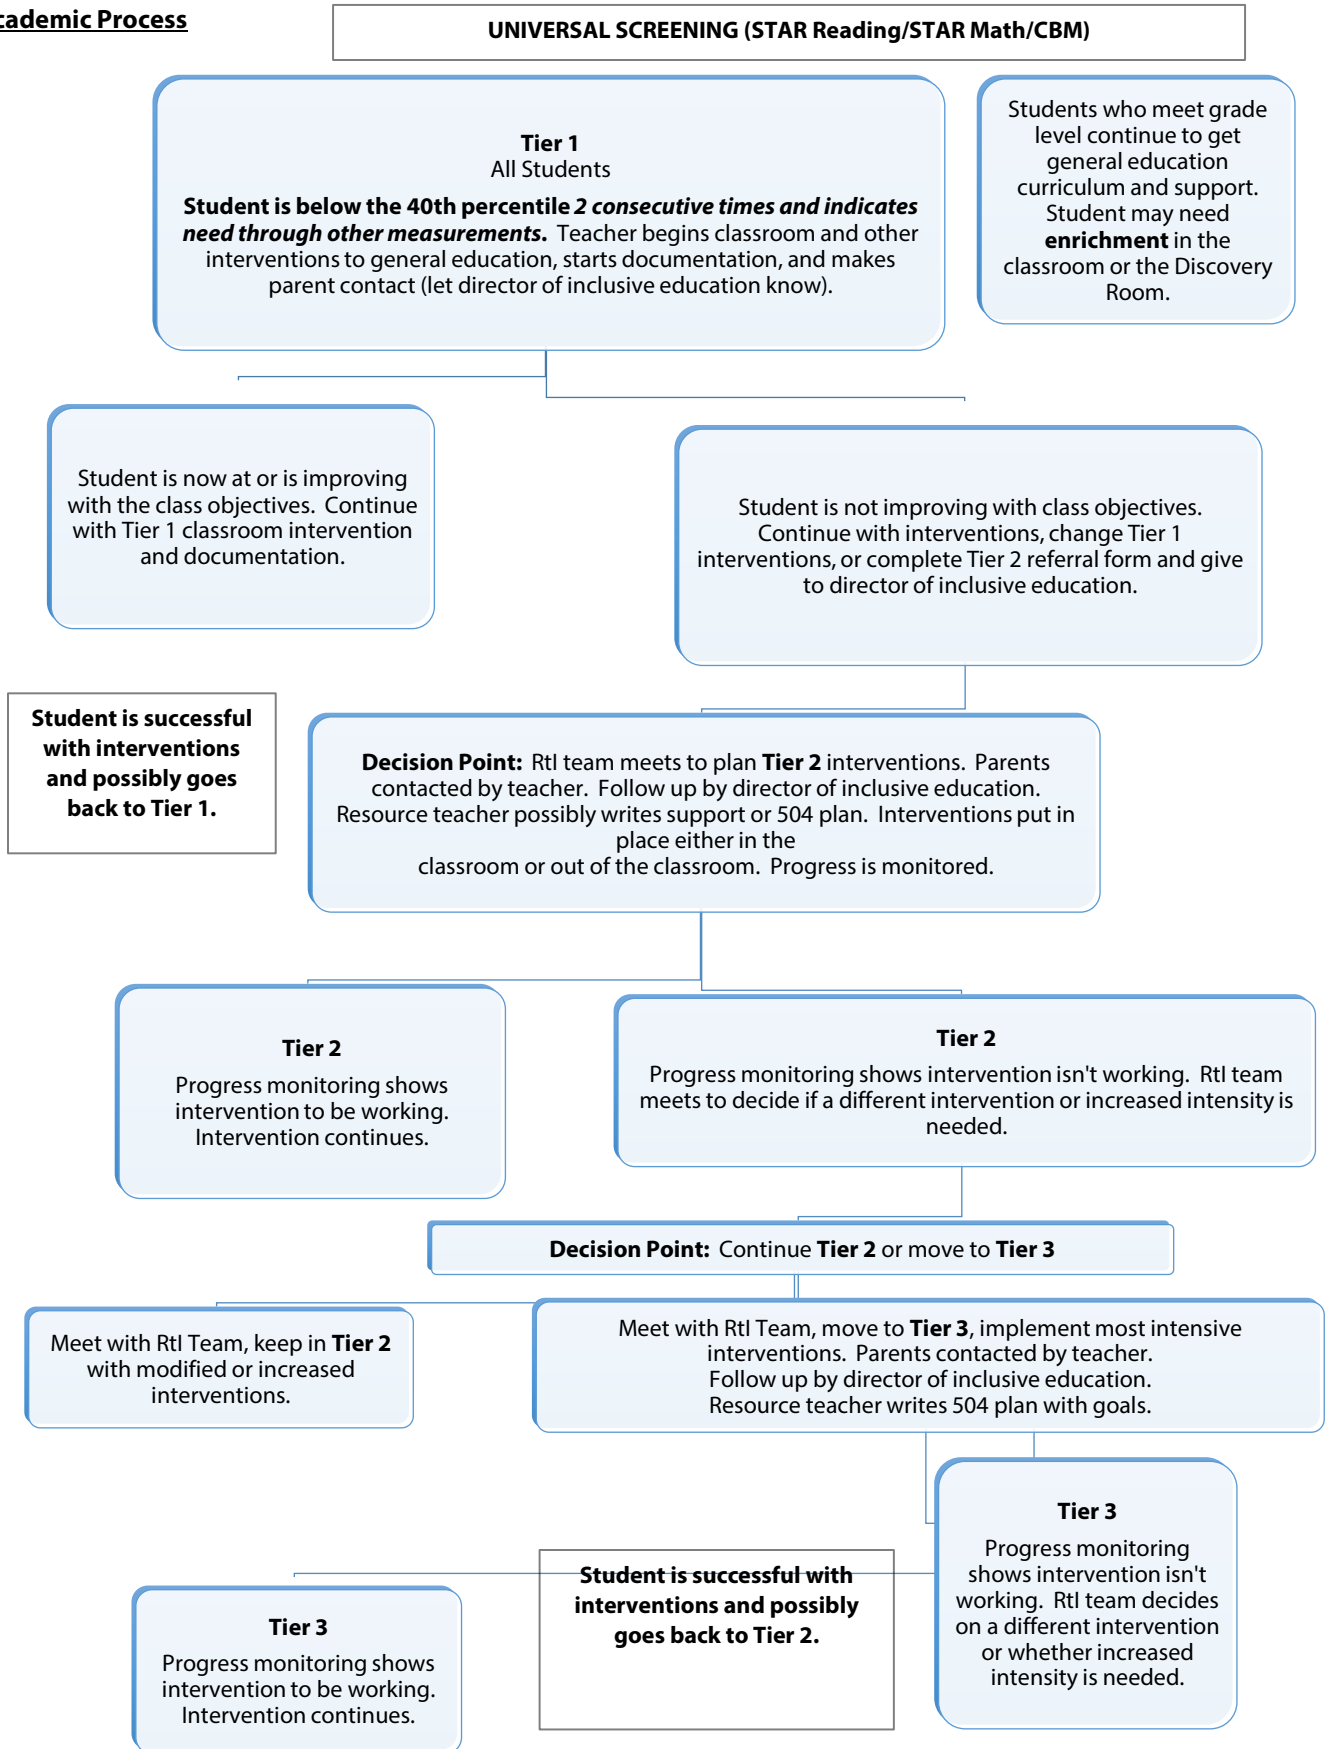 cademic Process
UNIVERSAL SCREENING (STAR Reading/STAR Math/CBM)
Tier 1
All Students
Student is below the 40th percentile 2 consecutive times and indicates
need through other measurements. Teacher begins classroom and other
interventions to general education, starts documentation, and makes
parent contact (let director of inclusive education know).
Students who meet grade
level continue to get
general education
curriculum and support.
Student may need
enrichment in the
classroom or the Discovery
Room.
Student is now at or is improving
with the class objectives. Continue
with Tier 1 classroom intervention
and documentation.
Student is not improving with class objectives.
Continue with interventions, change Tier 1
interventions, or complete Tier 2 referral form and give
to director of inclusive education.
Student is successful
with interventions
and possibly goes
back to Tier 1.
Decision Point: RtI team meets to plan Tier 2 interventions. Parents
contacted by teacher. Follow up by director of inclusive education.
Resource teacher possibly writes support or 504 plan. Interventions put in
place either in the
classroom or out of the classroom. Progress is monitored.
Tier 2
Progress monitoring shows
intervention to be working.
Intervention continues.
Tier 2
Progress monitoring shows intervention isn't working. RtI team
meets to decide if a different intervention or increased intensity is
needed.
Decision Point: Continue Tier 2 or move to Tier 3
Meet with RtI Team, keep in Tier 2
with modified or increased
interventions.
Meet with RtI Team, move to Tier 3, implement most intensive
interventions. Parents contacted by teacher.
Follow up by director of inclusive education.
Resource teacher writes 504 plan with goals.
Tier 3
Progress monitoring
shows intervention isn't
working. RtI team decides
on a different intervention
or whether increased
intensity is needed.
Student is successful with
interventions and possibly
goes back to Tier 2.
Tier 3
Progress monitoring shows
intervention to be working.
Intervention continues.